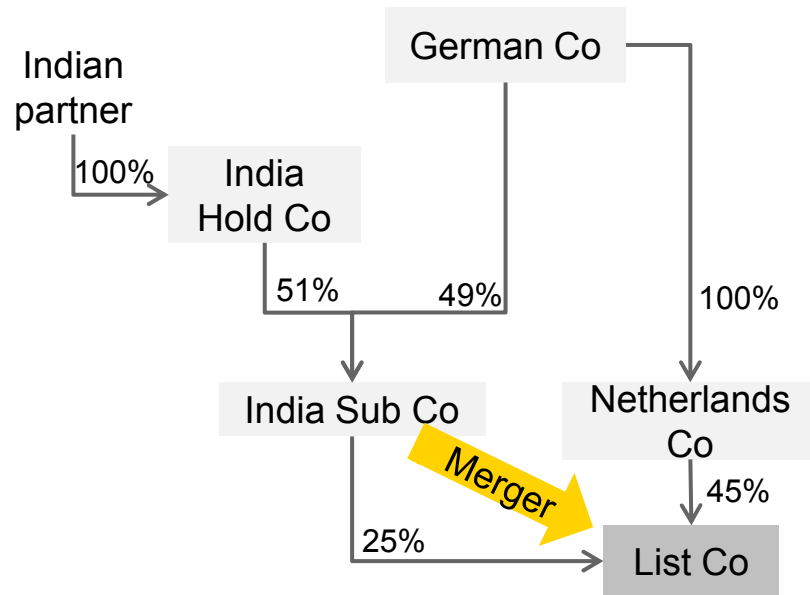 German Co
Indian
partner
100%
India
Hold Co
51%
49%
100%
India Sub Co
Netherlands
Co
Merger
45%
25%
List Co